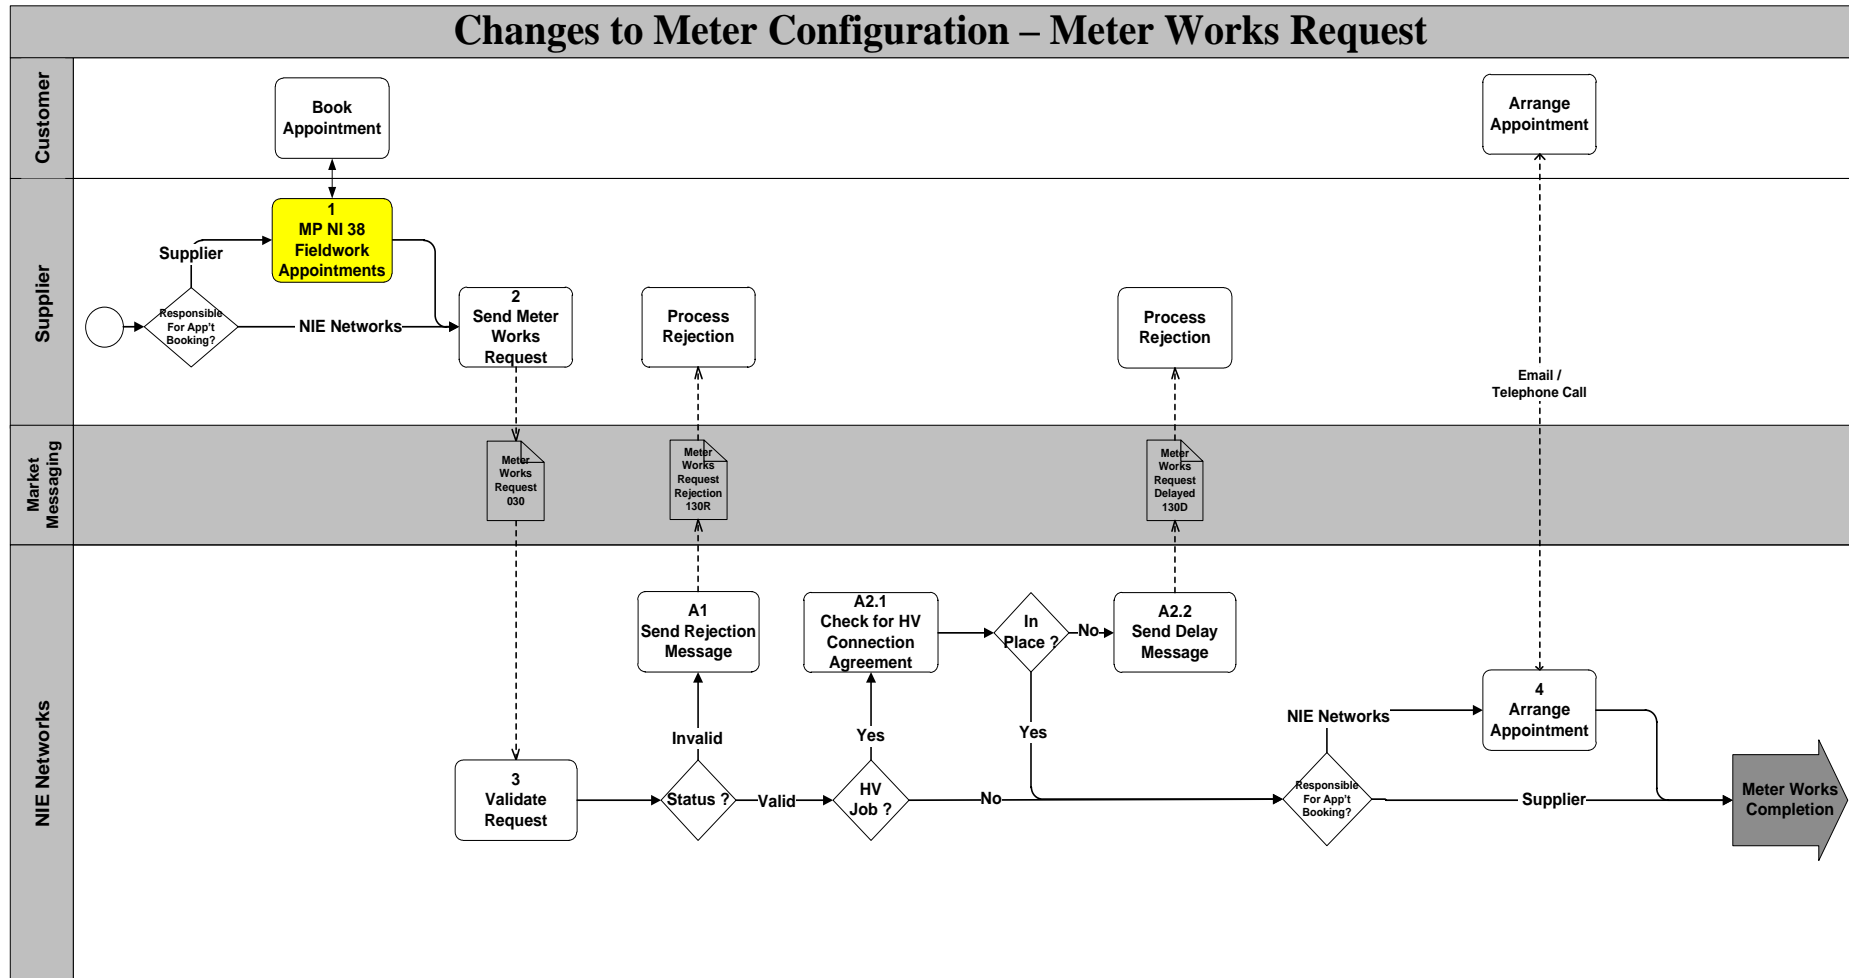 Changes to Meter Configuration – Meter Works Request
Customer
Book
Appointment
Arrange
Appointment
Supplier
1
MP NI 38
Fieldwork
Appointments
Supplier
Responsible
For App't
Booking?
NIE Networks
2
Send Meter
Works
Request
Process
Rejection
Process
Rejection
Email /
Telephone Call
Market
Messaging
Meter
Works
Request
030
Meter
Works
Request
Rejection
130R
Meter
Works
Request
Delayed
130D
NIE Networks
A1
Send Rejection
Message
A2.1
Check for HV
Connection
Agreement
In
Place ?
No
A2.2
Send Delay
Message
Invalid
Yes
Yes
NIE Networks
4
Arrange
Appointment
3
Validate
Request
Status ?
Valid
HV
Job ?
No
Responsible
For App't
Booking?
Supplier
Meter Works
Completion